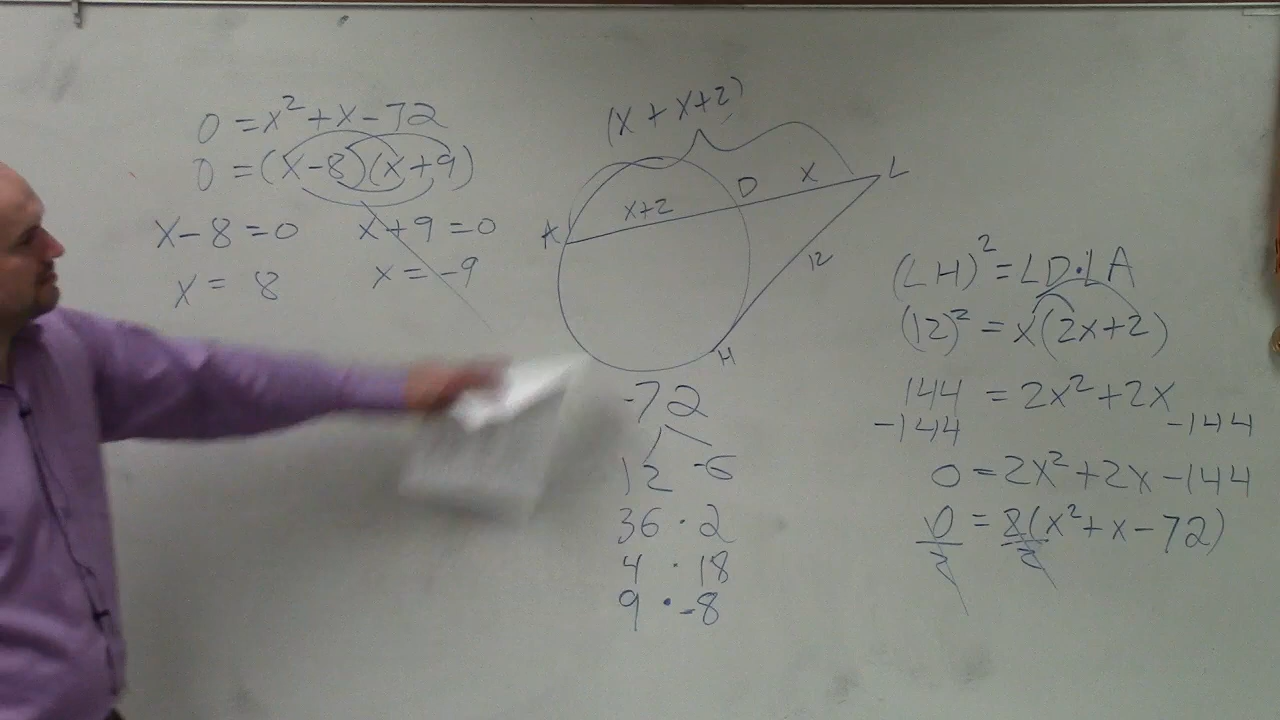 0 = x² + x - 72
0 = (x - 8)(x + 9)
x - 8 = 0
x + 9 = 0
x = 8
x = -9
(x + x + 2)
A
x+2
D
x
L
12
H
-72
12 -6
36 · 2
4 · 18
9 · -8
(LH)² = LD·LA
(12)² = x(2x+2)
144 = 2x² + 2x
-144 -144
0 = 2x² + 2x - 144
0 = 2(x² + x - 72)
2 2